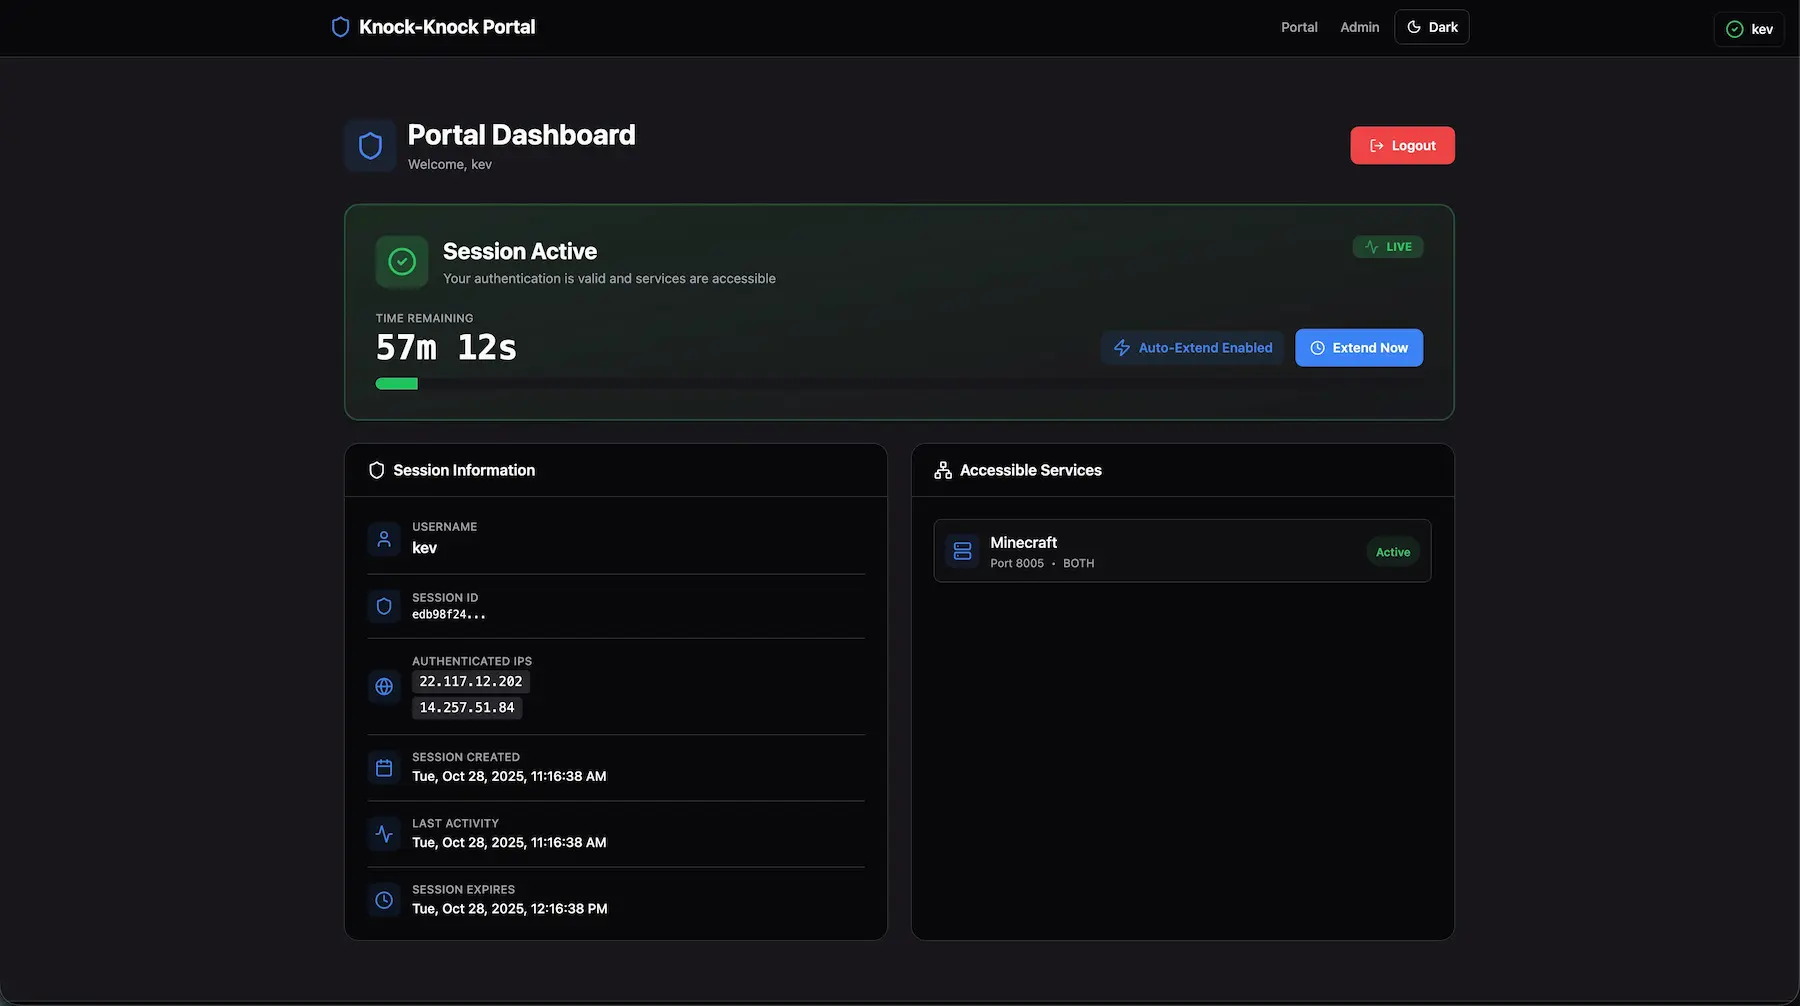 Knock-Knock Portal
Portal
Admin
Dark
kev
Portal Dashboard
Welcome, kev
Logout
Session Active
Your authentication is valid and services are accessible
LIVE
TIME REMAINING
57m 12s
Auto-Extend Enabled
Extend Now
Session Information
USERNAME
kev
SESSION ID
edb98f24...
AUTHENTICATED IPS
22.117.12.202
14.257.51.84
SESSION CREATED
Tue, Oct 28, 2025, 11:16:38 AM
LAST ACTIVITY
Tue, Oct 28, 2025, 11:16:38 AM
SESSION EXPIRES
Tue, Oct 28, 2025, 12:16:38 PM
Accessible Services
Minecraft
Port 8005 • BOTH
Active